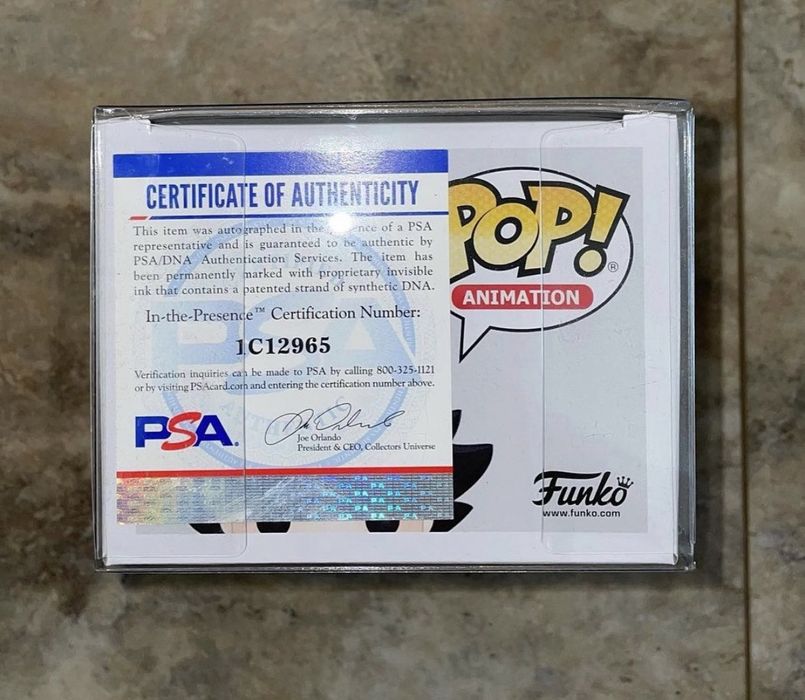 CERTIFICATE OF AUTHENTICITY
This item was autographed in the of a PSA
representative and is guaranteed to be authentic by
PSA/DNA Authentication Services. The item has
been permanently marked with proprietary invisible
ink that contains a patented strand of synthetic DNA.
In-the-Presence™ Certification Number:
1C12965
Verification inquiries can be made to PSA by calling 800-325-1121
or by visiting PSAcard.com and entering the certification number above.
PSA.
Joe Orlando
President & CEO, Collectors Universe
POP!®
ANIMATION
Funko
www.funko.com